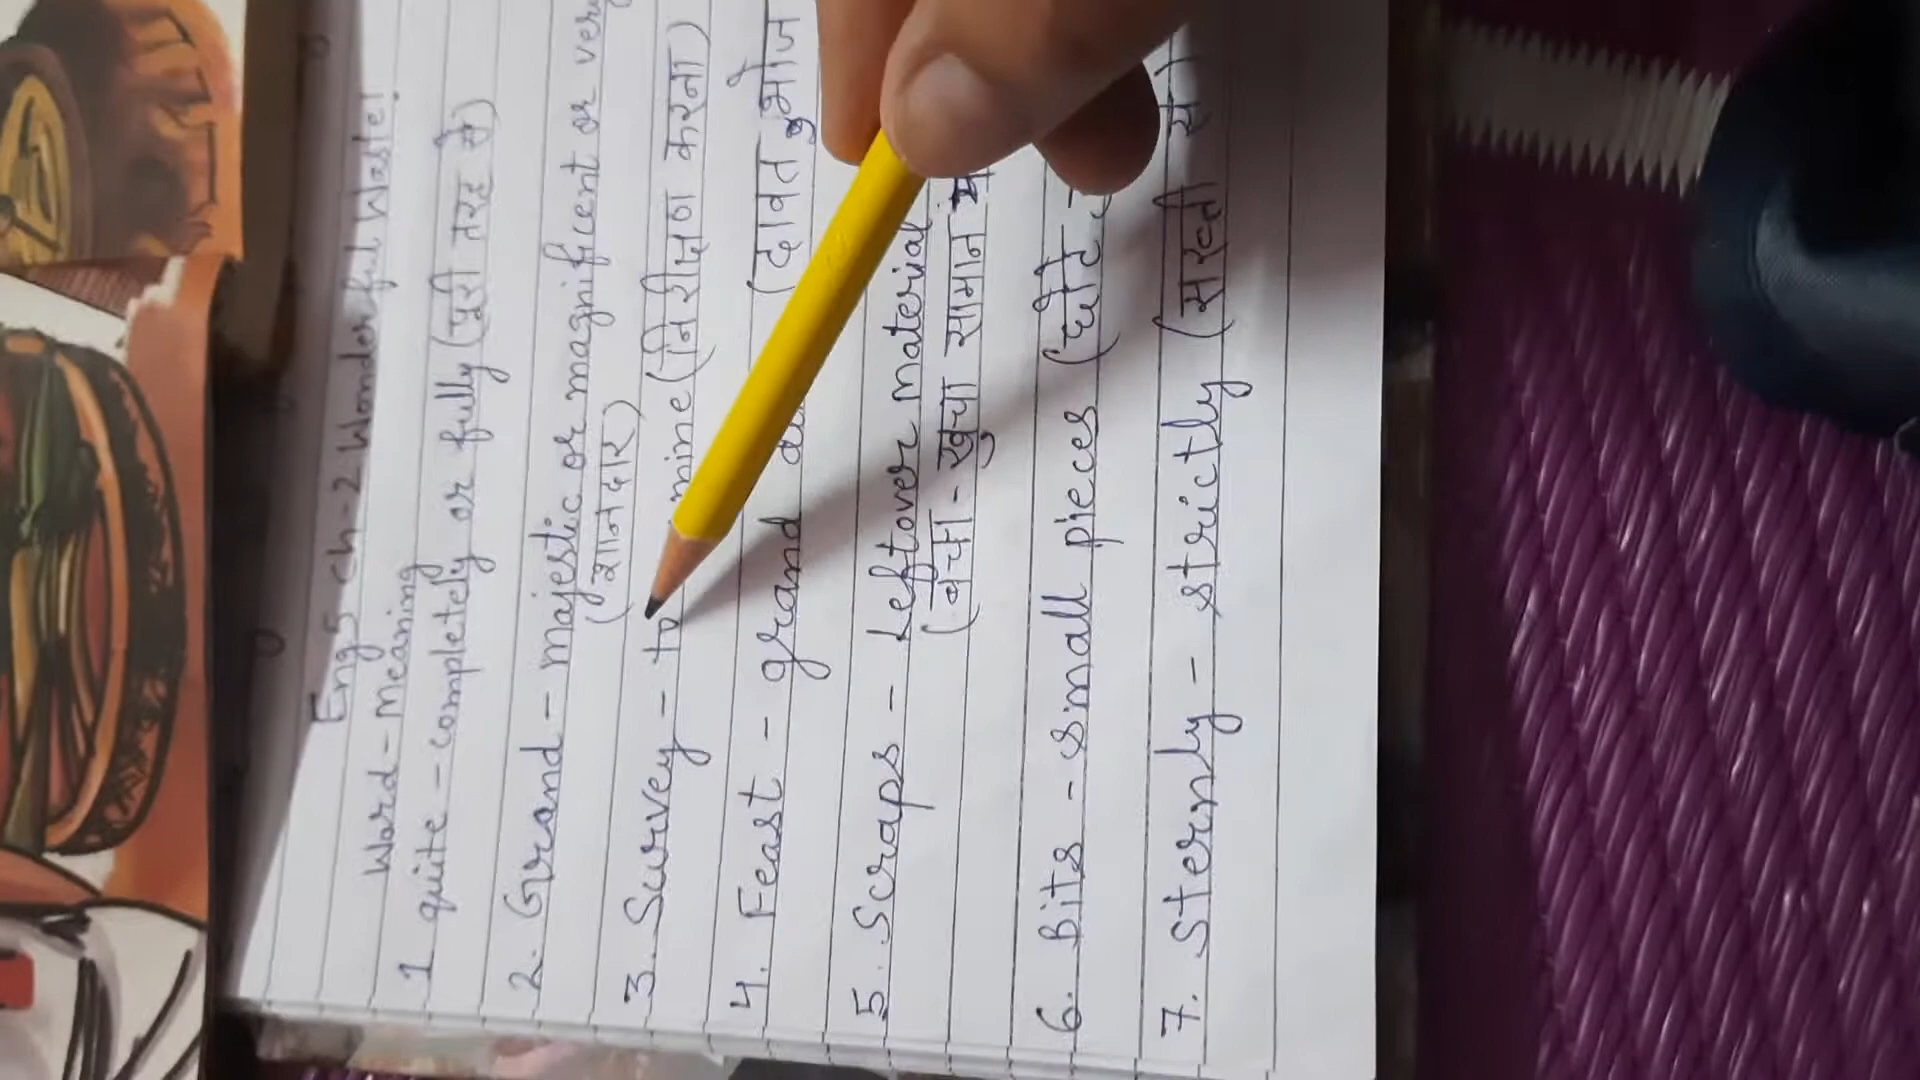 Eng 5 Ch-2 Wonderful Waste!
Word-Meaning
1 quite - completely or fully (पूरी तरह से)
2. Grand - majestic or magnificent or very
(शानदार)
3. Survey - to mine (निरीक्षण करना)
4. Feast - grand (दावत, भोज
5. Scraps - Leftover material
(बचा-खुचा सामान
6. Bits - small pieces (छोटे -
7. Sternly - strictly (सख्ती से)